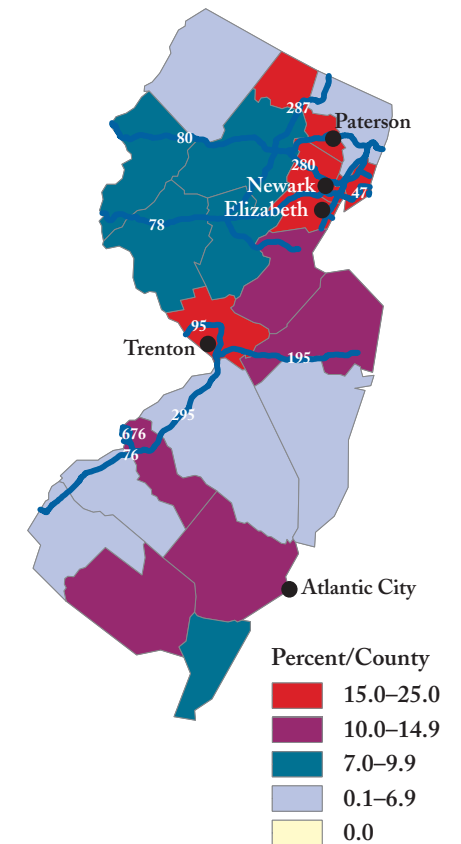 287
Paterson
80
280
Newark
47
Elizabeth
78
95
Trenton
195
295
676
76
Atlantic City
Percent/County
15.0–25.0
10.0–14.9
7.0–9.9
0.1–6.9
0.0